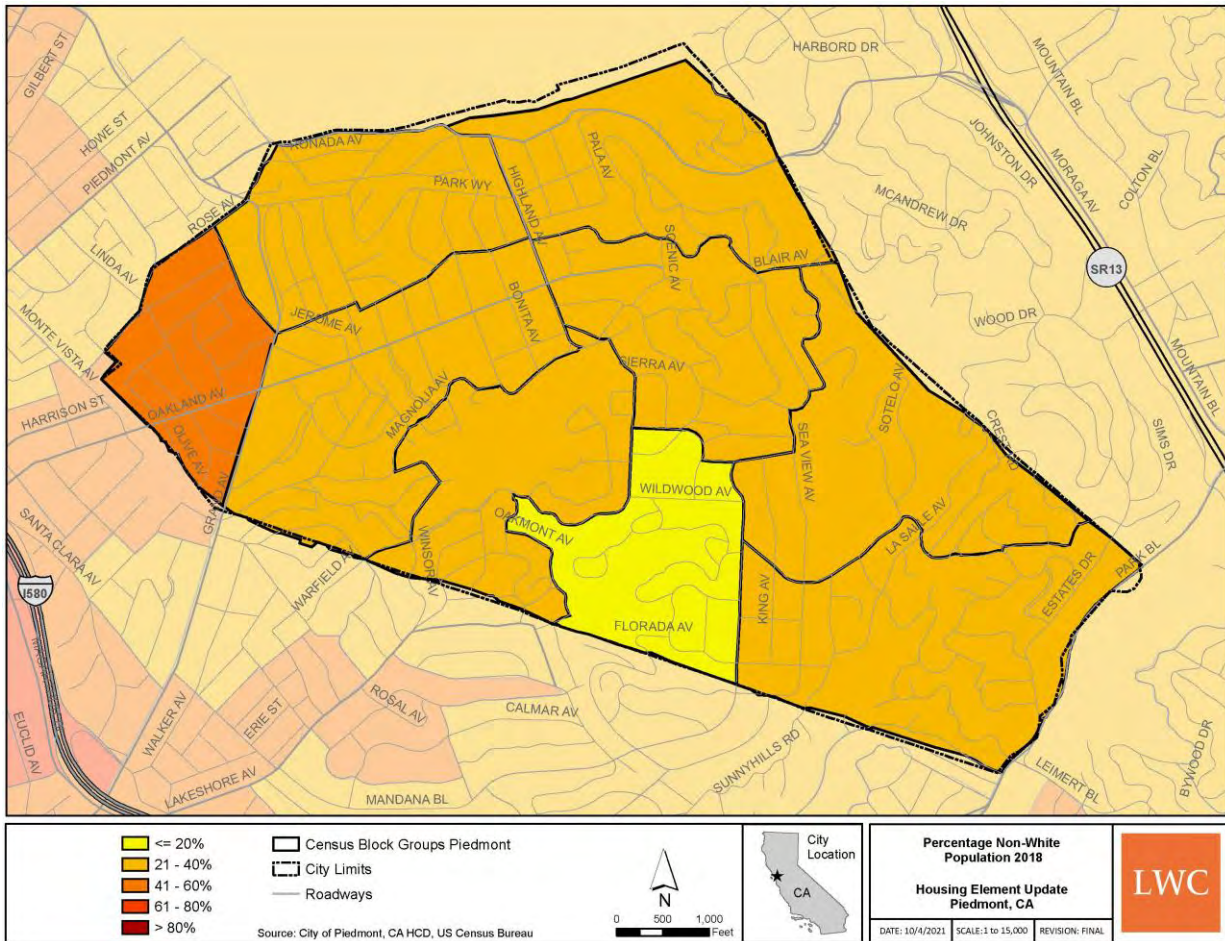 GILBERT ST
HARBORD DR
MOUNTAIN BL
HOWE ST
PIEDMONT AV
JOHNSTON DR
MORAGA AV
COLTON BL
PALA AV
PARK WY
HIGHLAND AV
MCANDREW DR
ROSE AV
LINDA AV
SCENIC AV
BLAIR AV
SR13
MONTE VISTA AV
JEROME AV
BONITA AV
WOOD DR
MOUNTAIN BL
SIERRA AV
HARRISON ST
OAKLAND AV
MAGNOLIA AV
SOTELO AV
OLIVE AV
SEA VIEW AV
SIMS DR
GRAND AV
WILDWOOD AV
OAKMONT AV
SANTA CLARA AV
WINSOR AV
LA SALLE AV
PARK BL
I580
KING AV
ESTATES DR
FLORADA AV
WALKER AV
ERIE ST
ROSAL AV
CALMAR AV
EUCLID AV
SUNNYHILLS RD
BYWOOD DR
LAKESHORE AV
MANDANA BL
LEIMERT BL
<= 20%
21 - 40%
41 - 60%
61 - 80%
> 80%
Census Block Groups Piedmont
City Limits
Roadways
Source: City of Piedmont, CA HCD, US Census Bureau
N
0 500 1,000
Feet
City
Location
CA
Percentage Non-White
Population 2018
Housing Element Update
Piedmont, CA
DATE: 10/4/2021
SCALE:1 to 15,000
REVISION: FINAL
LWC